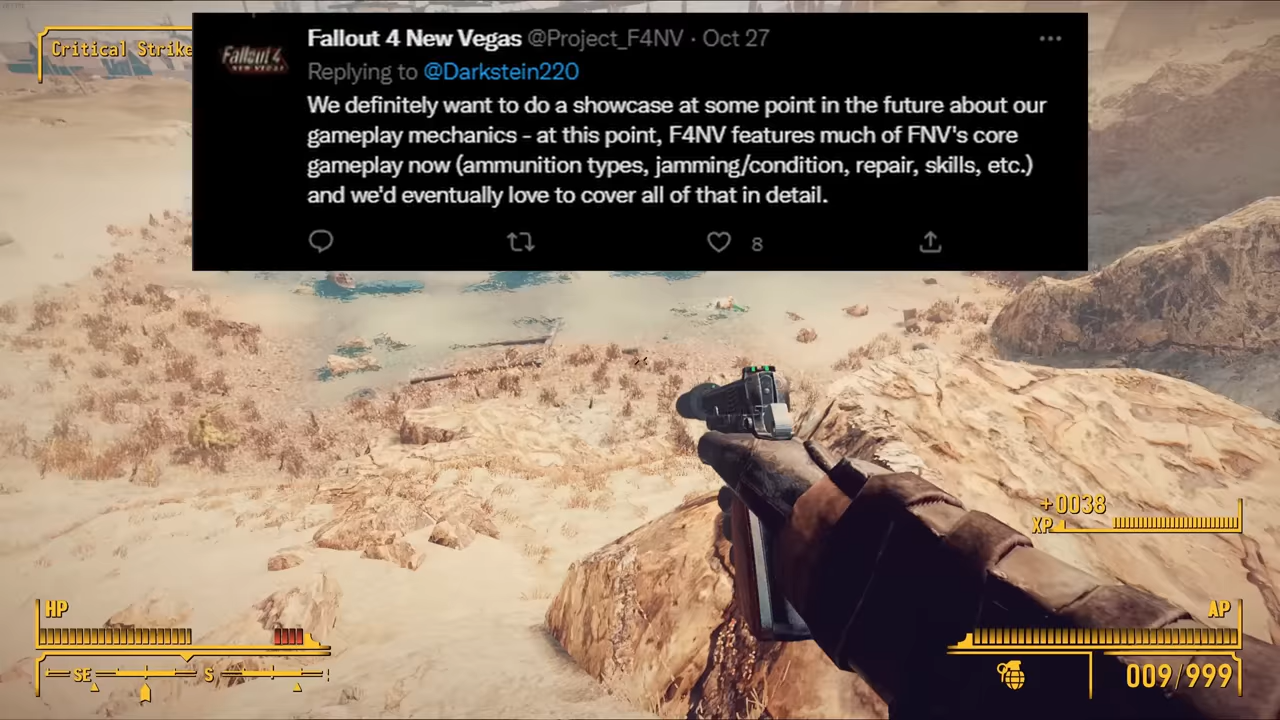 Critical Strike
Fallout 4 New Vegas @Project_F4NV · Oct 27
Fallout 4
NEW VEGAS
Replying to @Darkstein220
We definitely want to do a showcase at some point in the future about our
gameplay mechanics - at this point, F4NV features much of FNV's core
gameplay now (ammunition types, jamming/condition, repair, skills, etc.)
and we'd eventually love to cover all of that in detail.
8
+0038
XP
HP
AP
SE
S
009/999